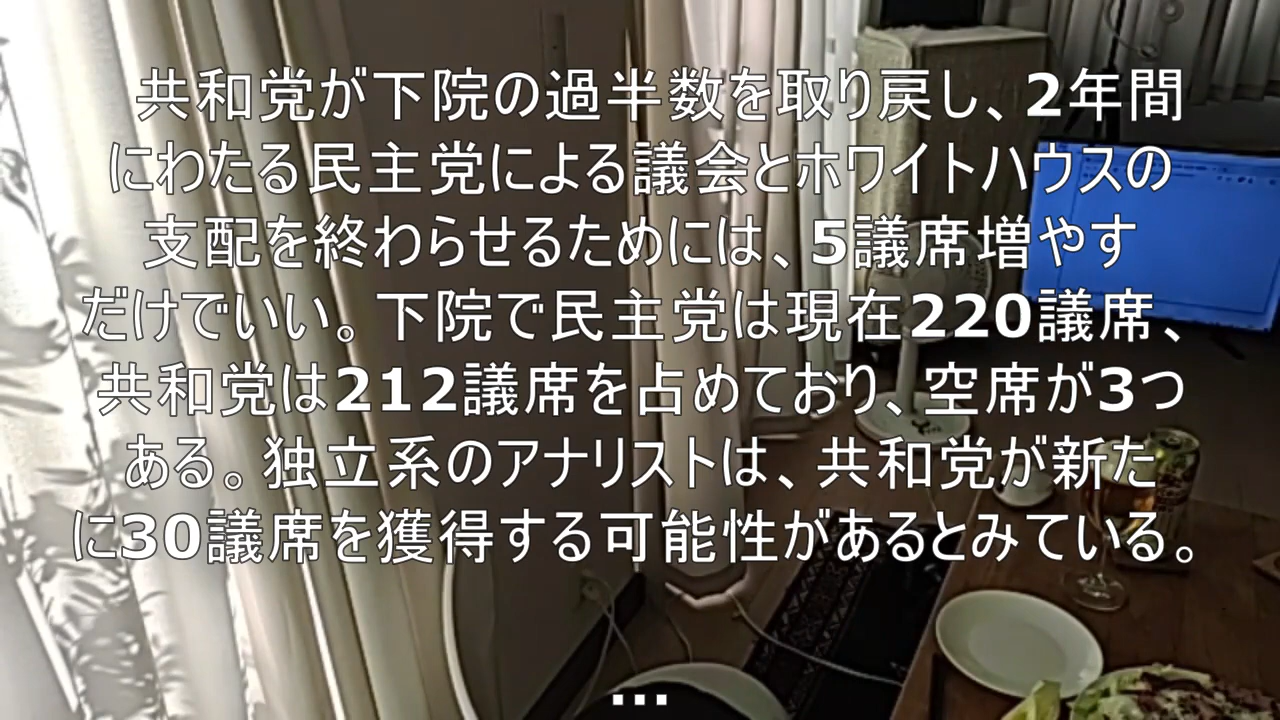 共和党が下院の過半数を取り戻し、2年間
にわたる民主党による議会とホワイトハウスの
支配を終わらせるためには、5議席増やす
だけでいい。下院で民主党は現在220議席、
共和党は212議席を占めており、空席が3つ
ある。独立系のアナリストは、共和党が新た
に30議席を獲得する可能性があるとみている。
...